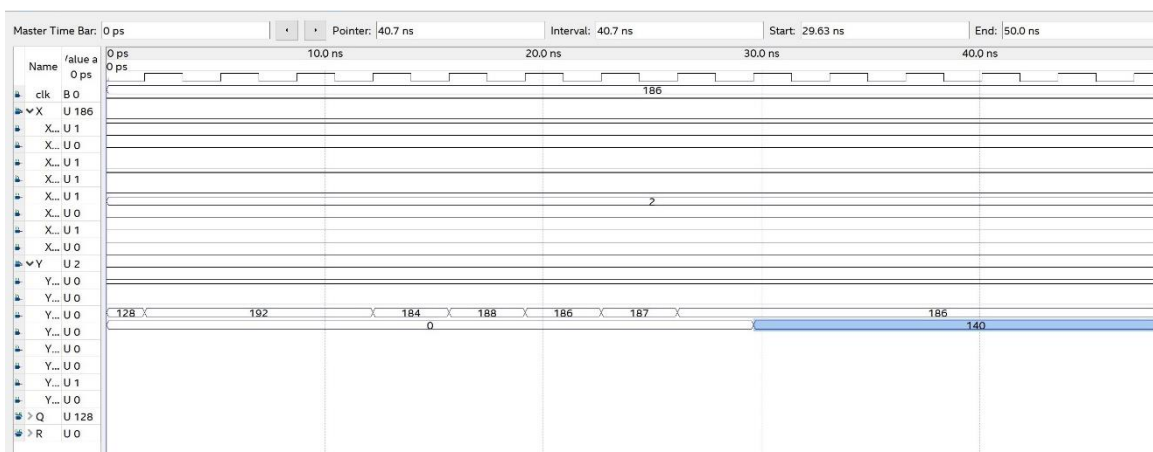 Master Time Bar: 0 ps Pointer: 40.7 ns Interval: 40.7 ns Start: 29.63 ns End: 50.0 ns
Name /alue a 0 ps
0 ps 10.0 ns 20.0 ns 30.0 ns 40.0 ns
0 ps
clk B 0
186
X U 186
X... U 1
X... U 0
X... U 1
X... U 1
X... U 1
2
X... U 0
X... U 1
X... U 0
Y U 2
Y... U 0
Y... U 0
Y... U 0 128 192 184 188 186 187 186
Y... U 0 0 140
Y... U 0
Y... U 0
Y... U 1
Y... U 0
Q U 128
R U 0